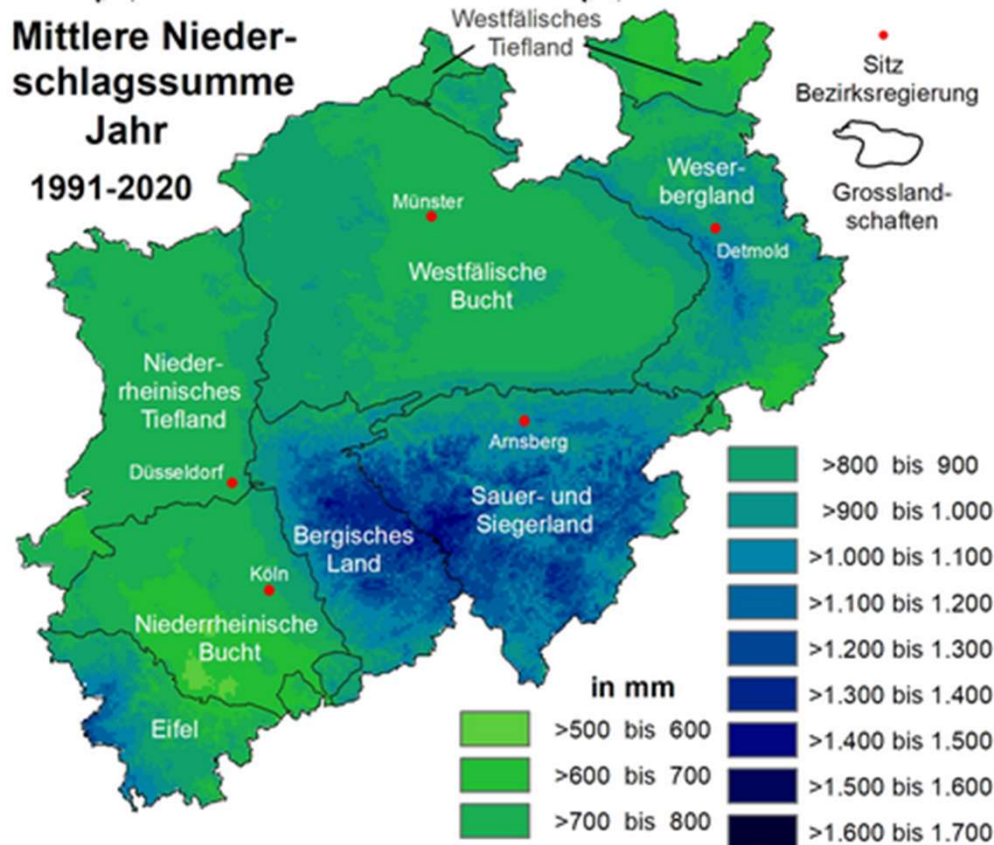 Mittlere Nieder-
schlagssumme
Jahr
1991-2020
Westfälisches
Tiefland
Sitz
Bezirksregierung
Grossland-
schaften
Weser-
bergland
Detmold
Münster
Westfälische
Bucht
Nieder-
rheinisches
Tiefland
Düsseldorf
Arnsberg
Sauer- und
Siegerland
Bergisches
Land
Köln
Niederrheinische
Bucht
Eifel
in mm
>500 bis 600
>600 bis 700
>700 bis 800
>800 bis 900
>900 bis 1.000
>1.000 bis 1.100
>1.100 bis 1.200
>1.200 bis 1.300
>1.300 bis 1.400
>1.400 bis 1.500
>1.500 bis 1.600
>1.600 bis 1.700